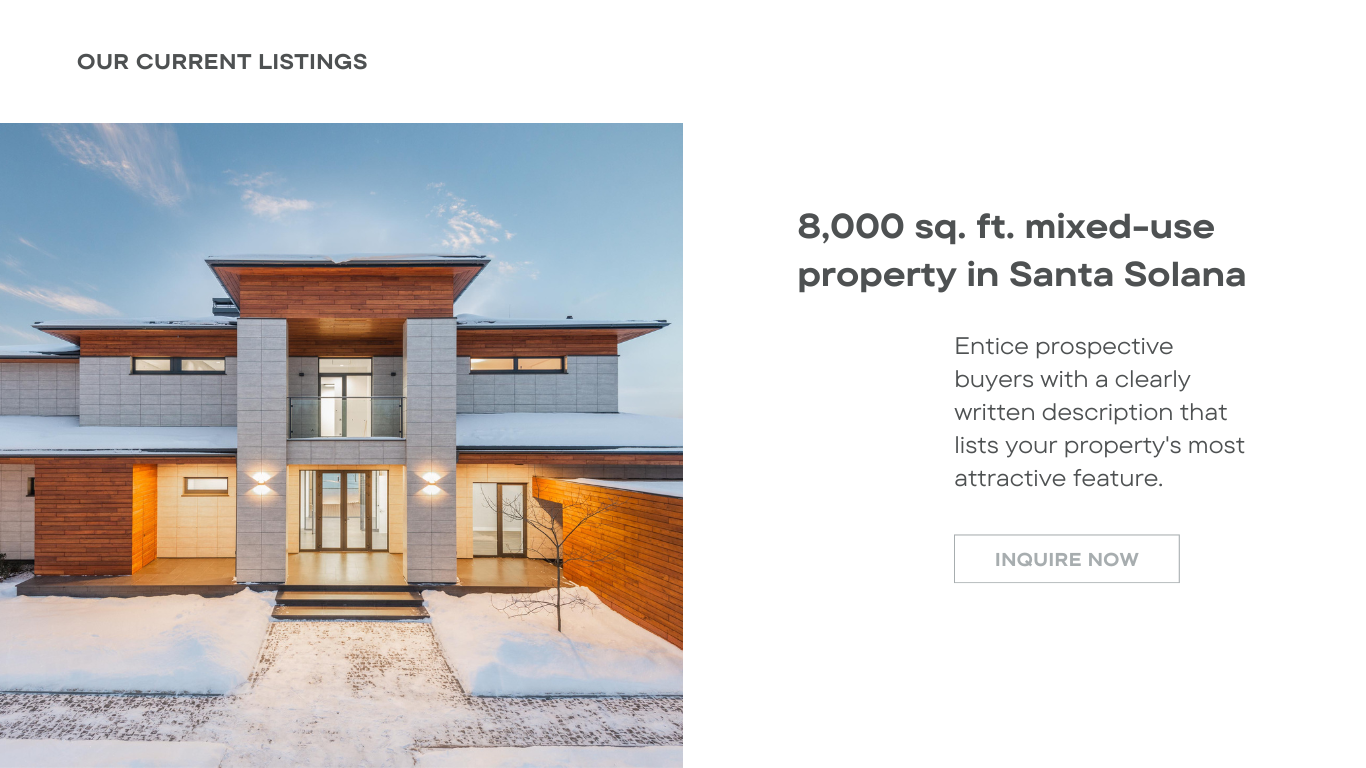 OUR CURRENT LISTINGS
8,000 sq. ft. mixed-use
property in Santa Solana
Entice prospective
buyers with a clearly
written description that
lists your property's most
attractive feature.
INQUIRE NOW